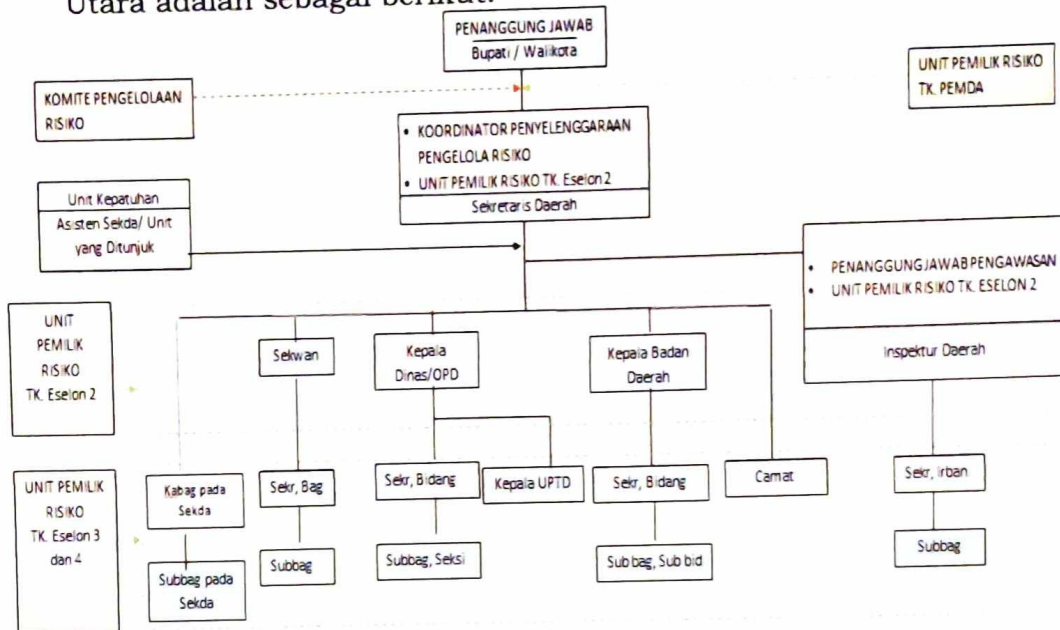 Utara adalah sebagai berikut:
PENANGGUNG JAWAB
Bupati / Walikota
KOMITE PENGELOLAAN
RISIKO
UNIT PEMILIK RISIKO
TK. PEMDA
• KOORDINATOR PENYELENGGARAAN
PENGELOLA RISIKO
• UNIT PEMILIK RISIKO TK. Eselon 2
Sekretaris Daerah
Unit Kepatuhan
Asisten Sekda/ Unit
yang Ditunjuk
• PENANGGUNG JAWAB PENGAWASAN
• UNIT PEMILIK RISIKO TK. ESELON 2
Inspektur Daerah
UNIT
PEMILIK
RISIKO
TK. Eselon 2
Sekwan
Kepala
Dinas/OPD
Kepala Badan
Daerah
UNIT PEMILIK
RISIKO
TK. Eselon 3
dan 4
Kabag pada
Sekda
Sekr, Bag
Sekr, Bidang
Kepala UPTD
Sekr, Bidang
Camat
Sekr, Irban
Subbag pada
Sekda
Subbag
Subbag, Seksi
Subbag, Sub bid
Subbag